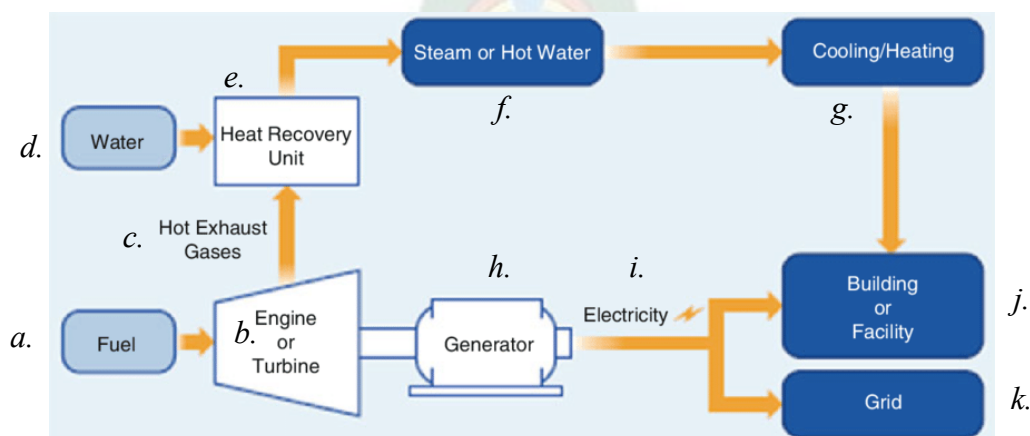 Steam or Hot Water
Cooling/Heating
e.
f.
g.
d.
Water
Heat Recovery
Unit
c.
Hot Exhaust
Gases
h.
i.
Electricity
Building
or
Facility
j.
a.
Fuel
b.
Engine
or
Turbine
Generator
Grid
k.